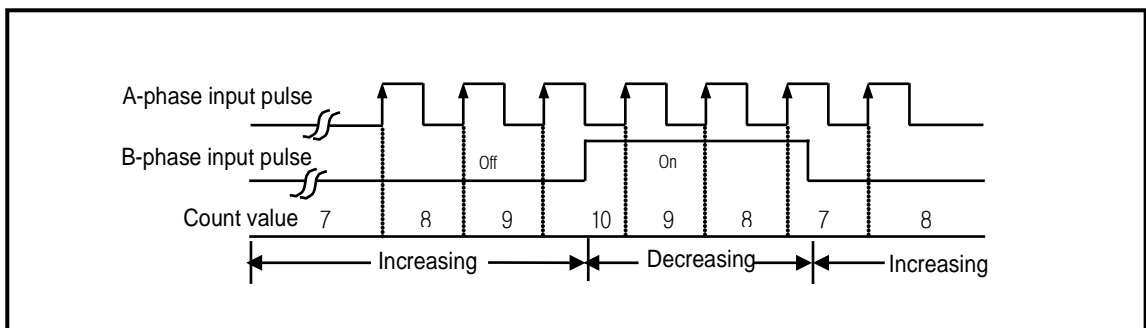 A-phase input pulse
B-phase input pulse
Off
On
Count value
7
8
9
10
9
8
7
8
Increasing
Decreasing
Increasing